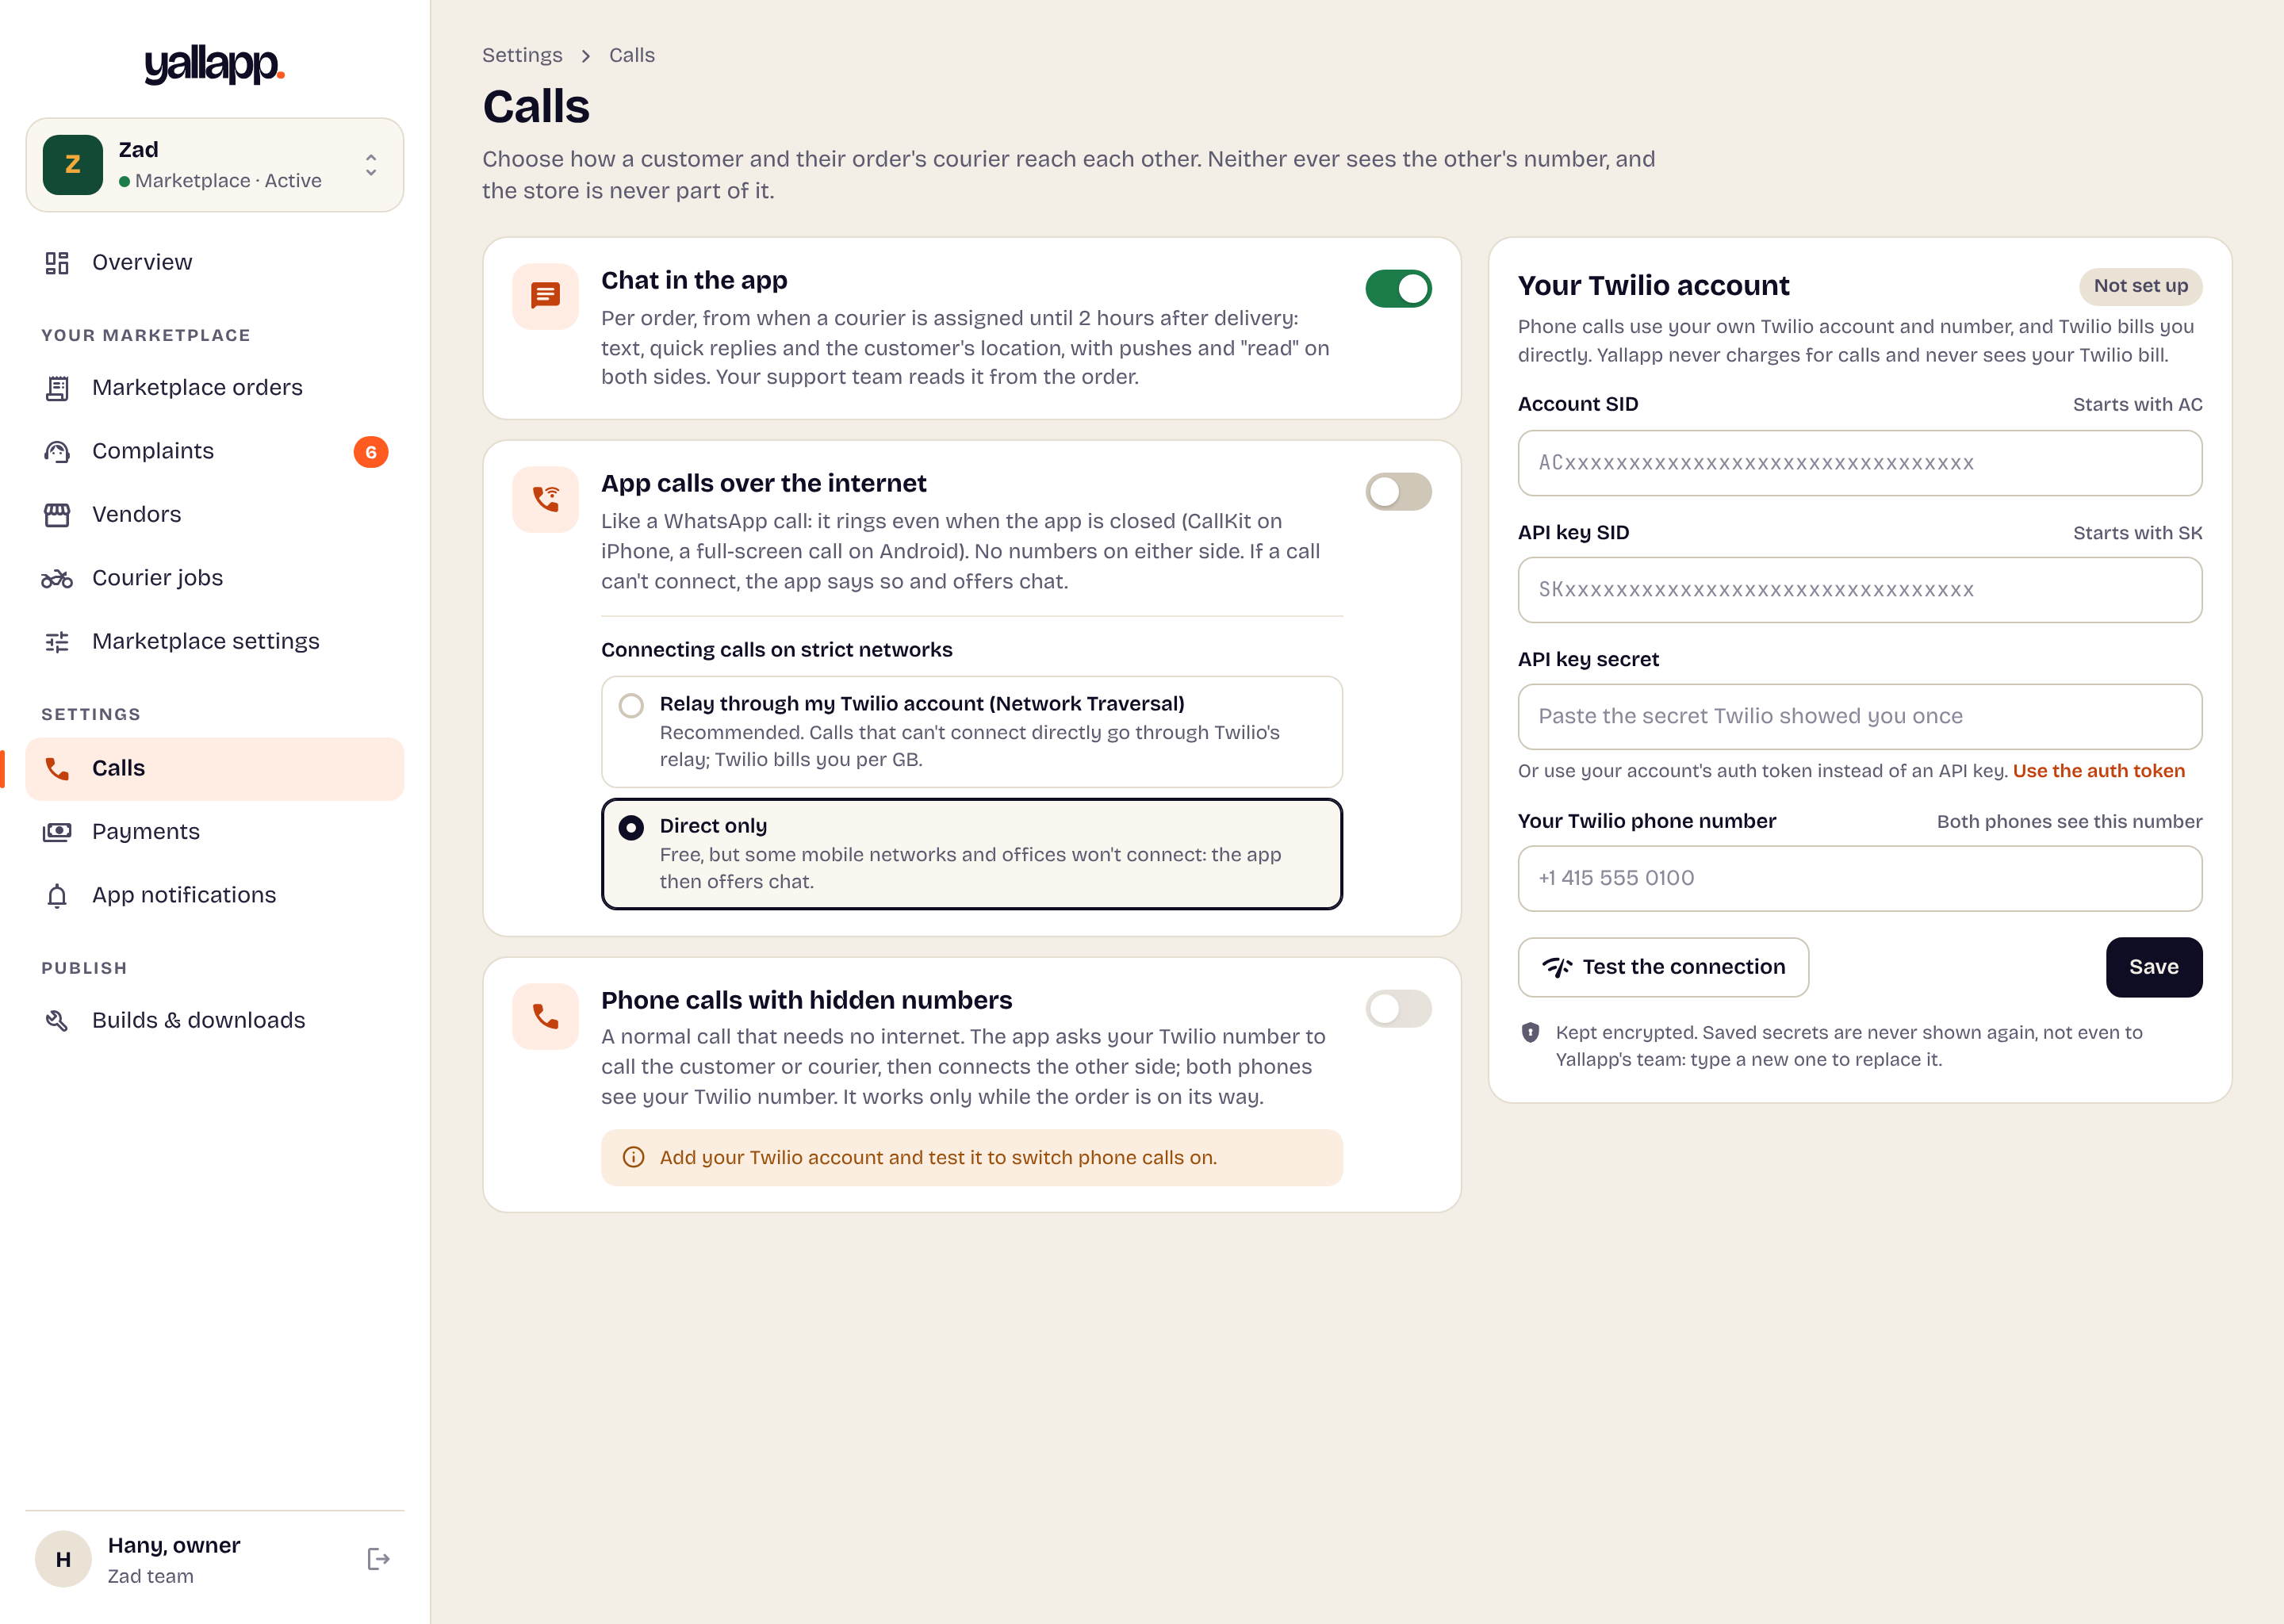 yallapp.
Z
Zad
Marketplace · Active
Overview
YOUR MARKETPLACE
Marketplace orders
Complaints
6
Vendors
Courier jobs
Marketplace settings
SETTINGS
Calls
Payments
App notifications
PUBLISH
Builds & downloads
H
Hany, owner
Zad team
Settings > Calls
Calls
Choose how a customer and their order's courier reach each other. Neither ever sees the other's number, and
the store is never part of it.
Chat in the app
Per order, from when a courier is assigned until 2 hours after delivery:
text, quick replies and the customer's location, with pushes and "read" on
both sides. Your support team reads it from the order.
App calls over the internet
Like a WhatsApp call: it rings even when the app is closed (CallKit on
iPhone, a full-screen call on Android). No numbers on either side. If a call
can't connect, the app says so and offers chat.
Connecting calls on strict networks
Relay through my Twilio account (Network Traversal)
Recommended. Calls that can't connect directly go through Twilio's
relay; Twilio bills you per GB.
Direct only
Free, but some mobile networks and offices won't connect: the app
then offers chat.
Phone calls with hidden numbers
A normal call that needs no internet. The app asks your Twilio number to
call the customer or courier, then connects the other side; both phones
see your Twilio number. It works only while the order is on its way.
Add your Twilio account and test it to switch phone calls on.
Your Twilio account
Not set up
Phone calls use your own Twilio account and number, and Twilio bills you
directly. Yallapp never charges for calls and never sees your Twilio bill.
Account SID
Starts with AC
ACxxxxxxxxxxxxxxxxxxxxxxxxxxxxxxxx
API key SID
Starts with SK
SKxxxxxxxxxxxxxxxxxxxxxxxxxxxxxxxx
API key secret
Paste the secret Twilio showed you once
Or use your account's auth token instead of an API key. Use the auth token
Your Twilio phone number
Both phones see this number
+1 415 555 0100
Test the connection
Save
Kept encrypted. Saved secrets are never shown again, not even to
Yallapp's team: type a new one to replace it.